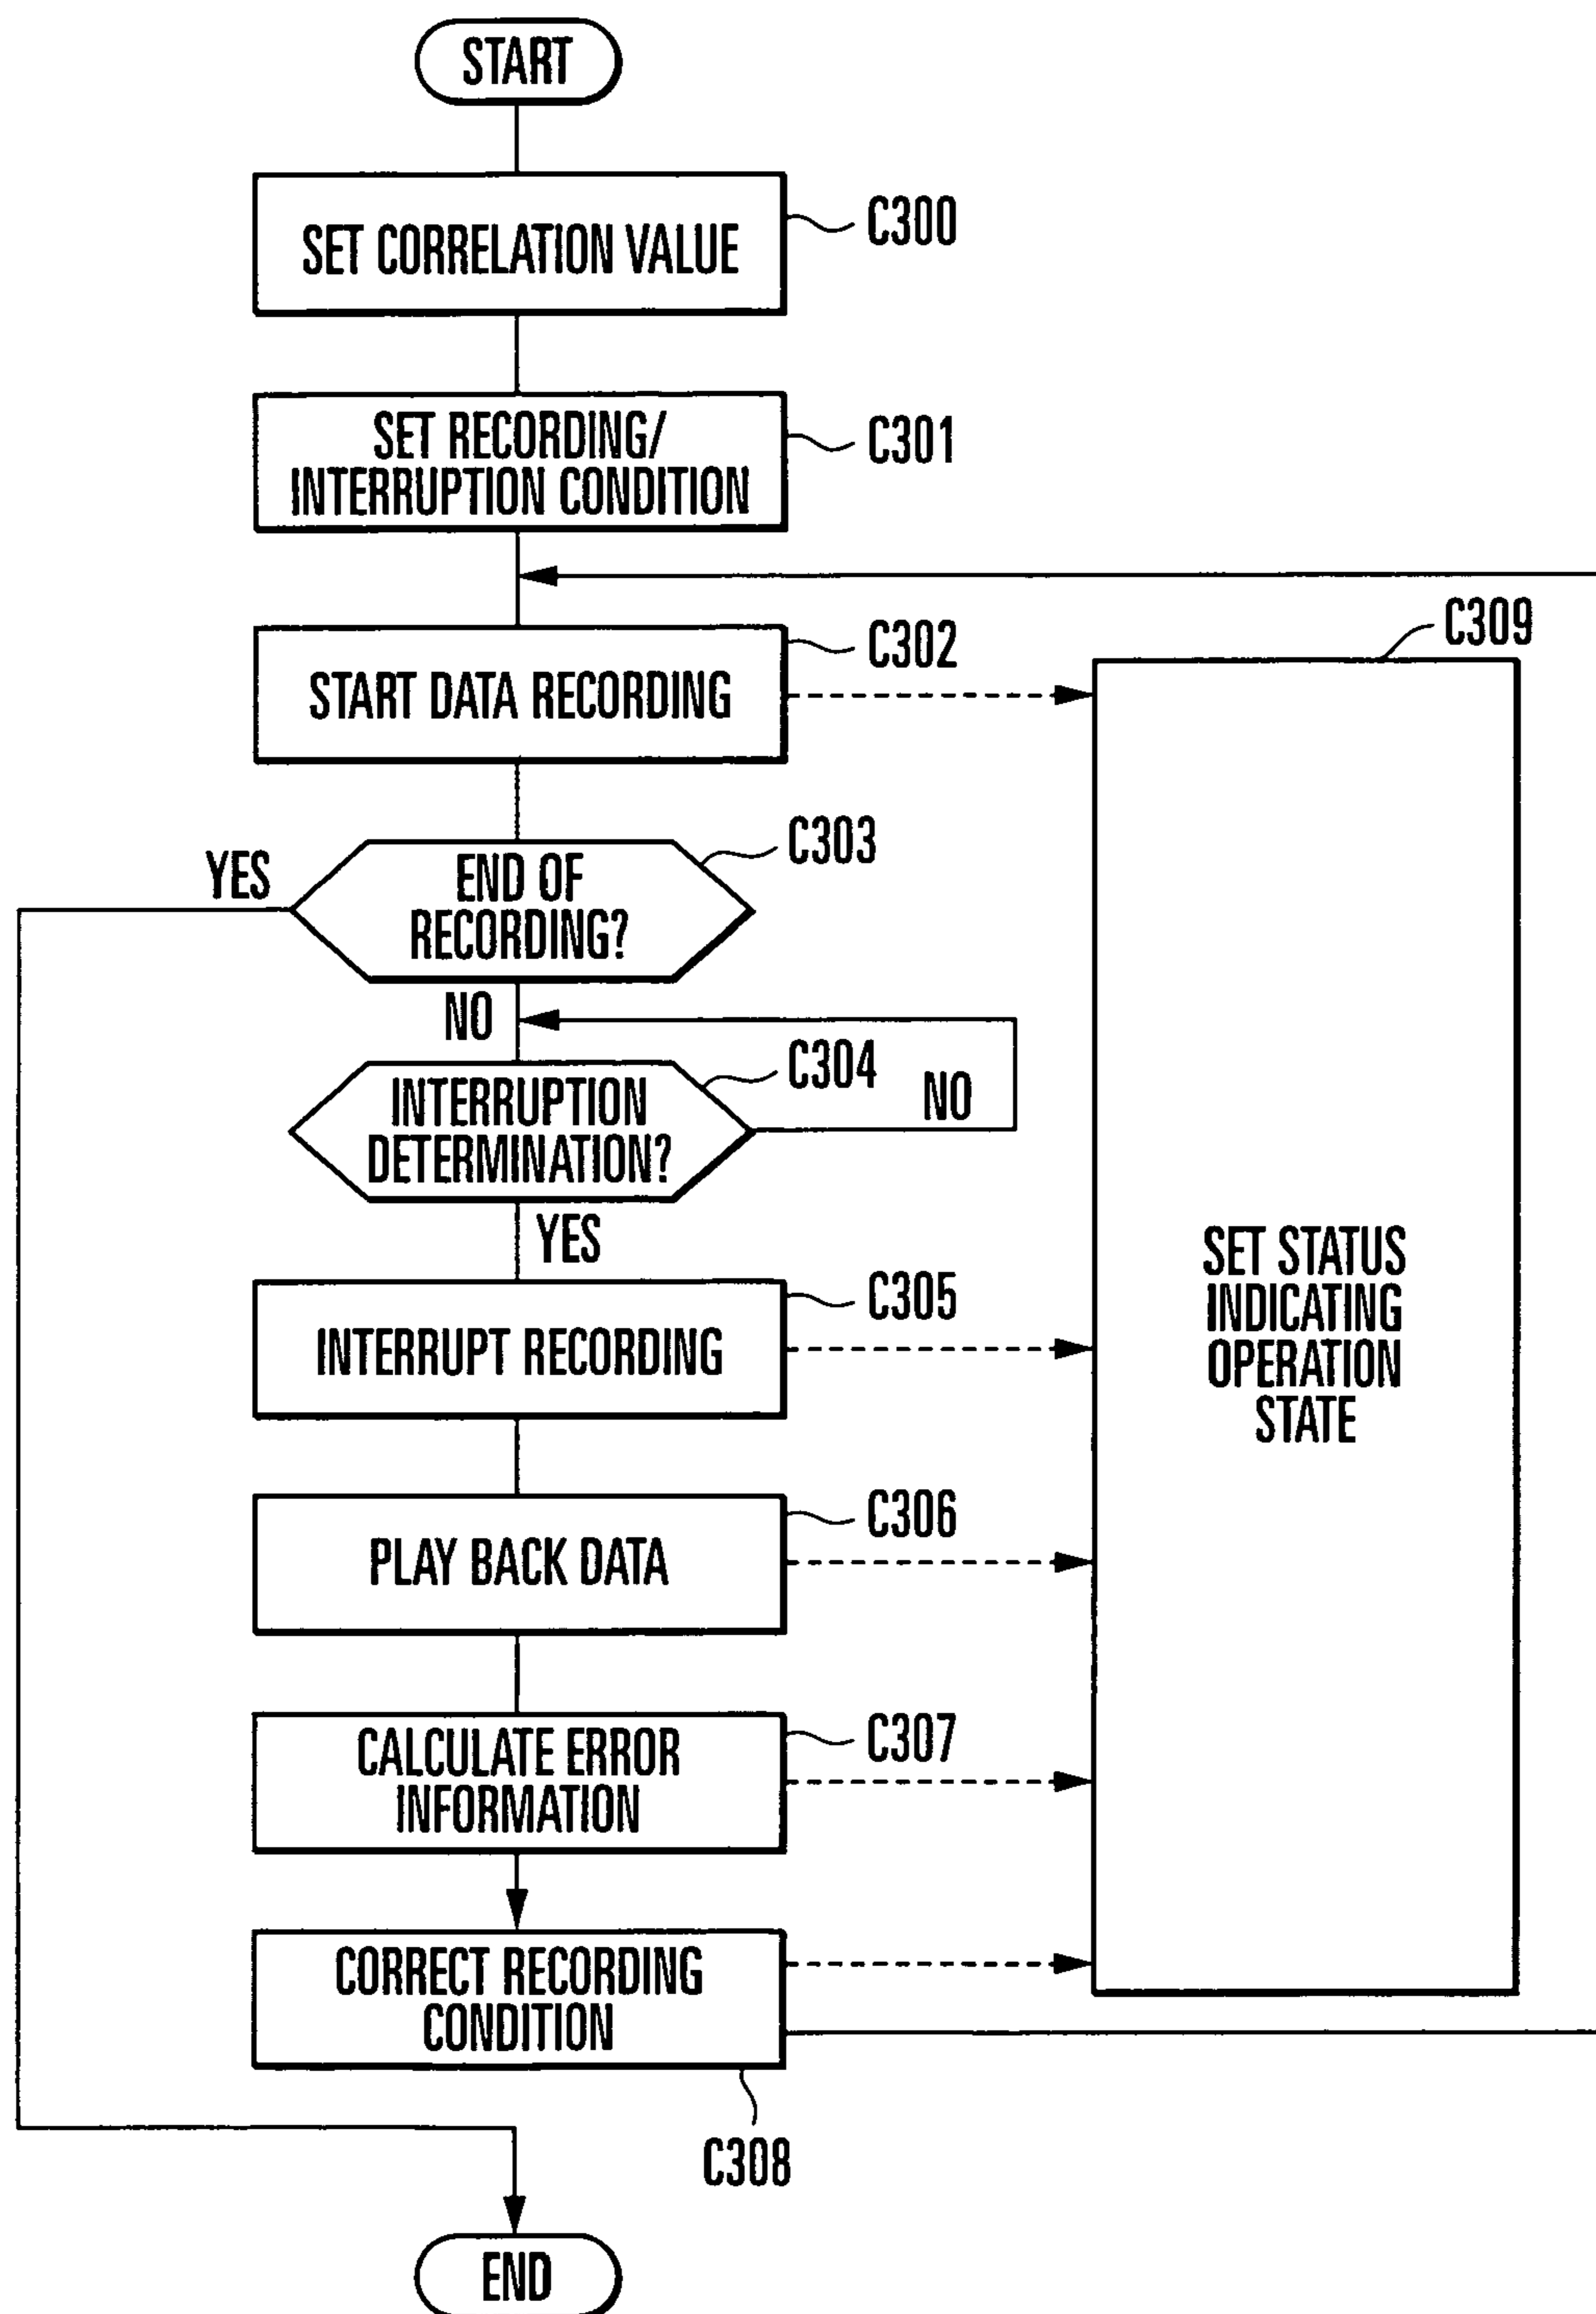 START
SET CORRELATION VALUE
C300
SET RECORDING/
INTERRUPTION CONDITION
C301
START DATA RECORDING
C302
C309
END OF
RECORDING?
C303
YES
NO
INTERRUPTION
DETERMINATION?
C304
NO
YES
INTERRUPT RECORDING
C305
SET STATUS
INDICATING
OPERATION
STATE
PLAY BACK DATA
C306
CALCULATE ERROR
INFORMATION
C307
CORRECT RECORDING
CONDITION
C308
END